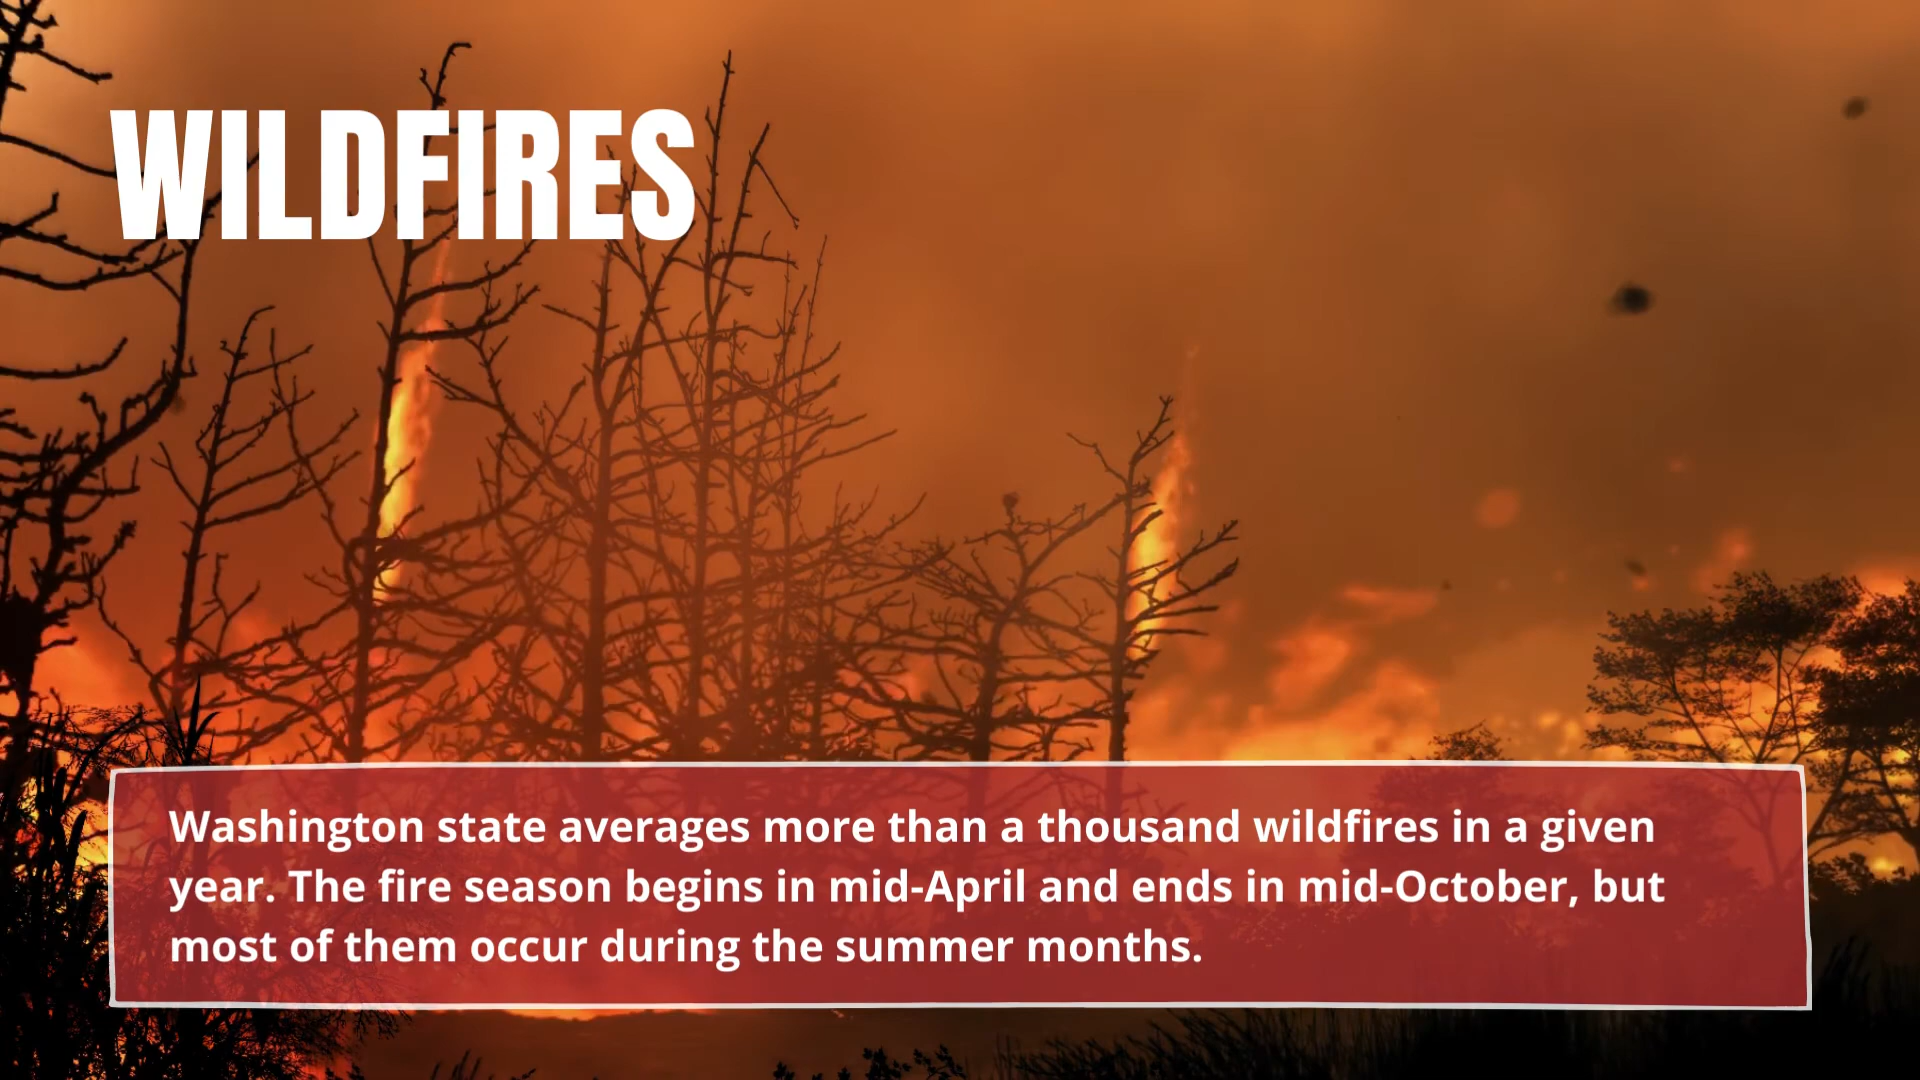 WILDFIRES
Washington state averages more than a thousand wildfires in a given
year. The fire season begins in mid-April and ends in mid-October, but
most of them occur during the summer months.